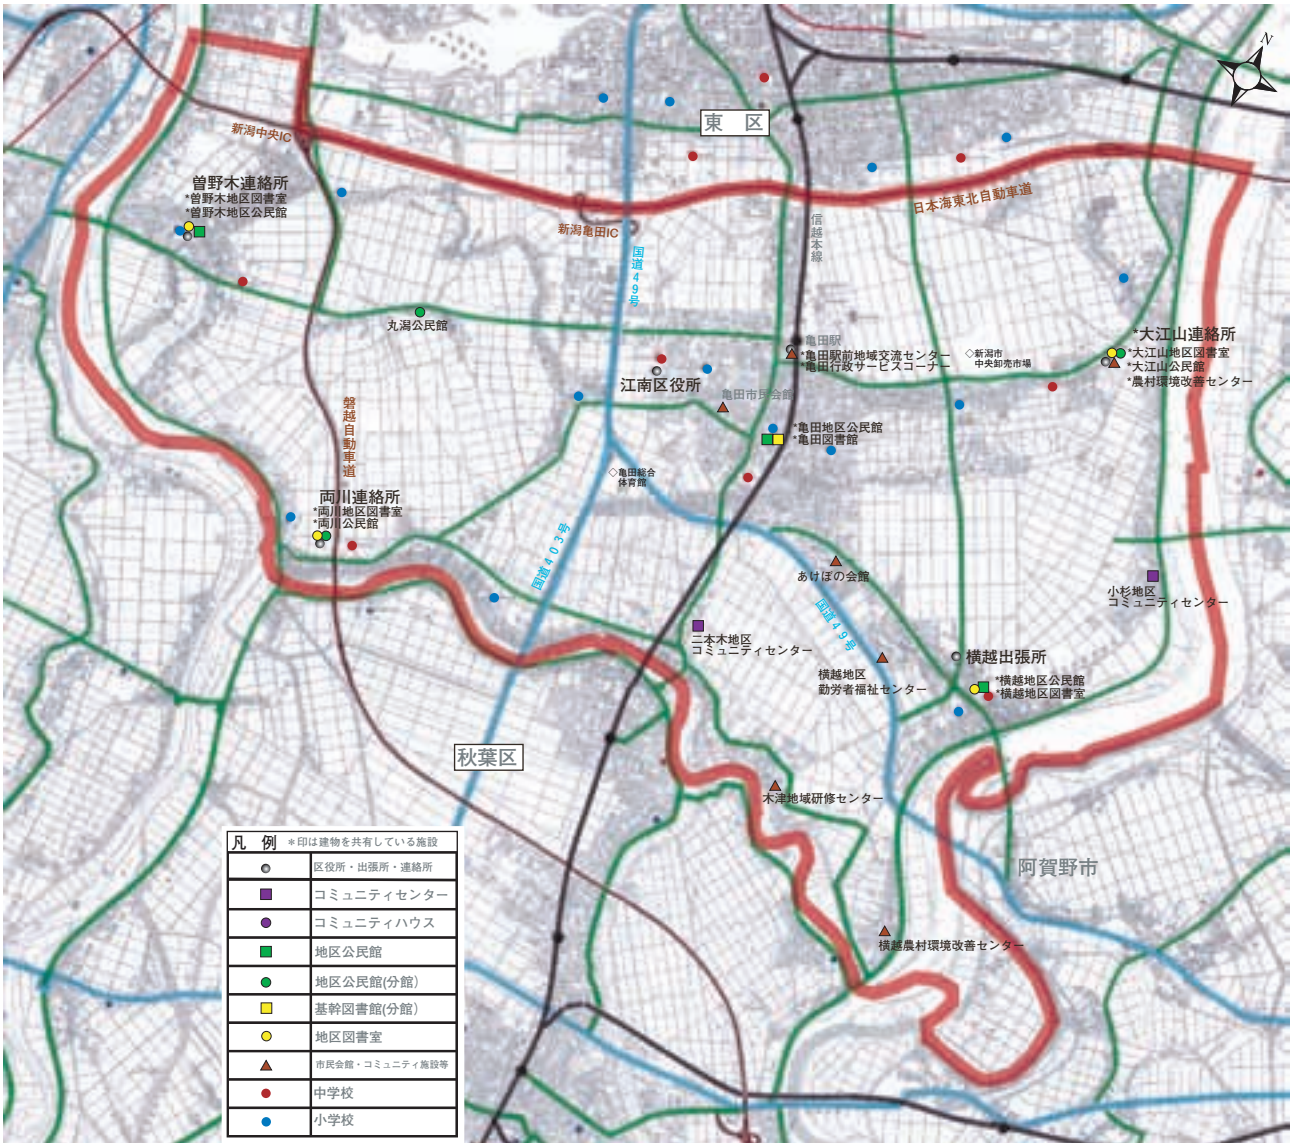 N
東 区
新潟中央IC
曽野木連絡所
*曽野木地区図書室
*曽野木地区公民館
日本海東北自動車道
新潟亀田IC
信越本線
国道49号
丸潟公民館
亀田駅
*亀田駅前地域交流センター
*亀田行政サービスコーナー
◇新潟市
中央卸売市場
*大江山連絡所
*大江山地区図書室
*大江山公民館
*農村環境改善センター
江南区役所
亀田市民会館
磐越自動車道
*亀田地区公民館
*亀田図書館
◇亀田総合
体育館
両川連絡所
*両川地区図書室
*両川公民館
国道403号
あけぼの会館
小杉地区
コミュニティセンター
国道49号
二本木地区
コミュニティセンター
横越地区
勤労者福祉センター
横越出張所
*横越地区公民館
*横越地区図書室
秋葉区
木津地域研修センター
阿賀野市
横越農村環境改善センター
凡 例 *印は建物を共有している施設
区役所・出張所・連絡所
コミュニティセンター
コミュニティハウス
地区公民館
地区公民館(分館)
基幹図書館(分館)
地区図書室
市民会館・コミュニティ施設等
中学校
小学校